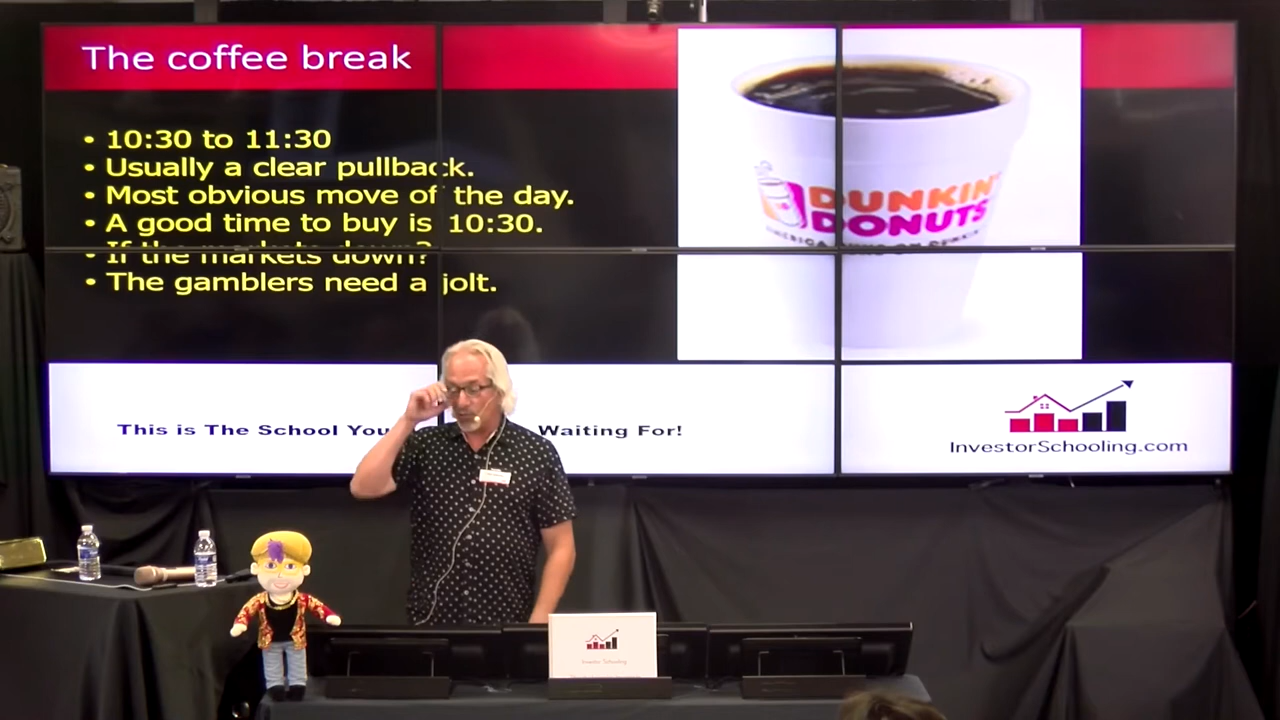 The coffee break
• 10:30 to 11:30
• Usually a clear pullback.
• Most obvious move of the day.
• A good time to buy is 10:30.
• If the markets down?
• The gamblers need a jolt.
DUNKIN'
DONUTS
This is The School You
Waiting For!
InvestorSchooling.com
Investor Schooling